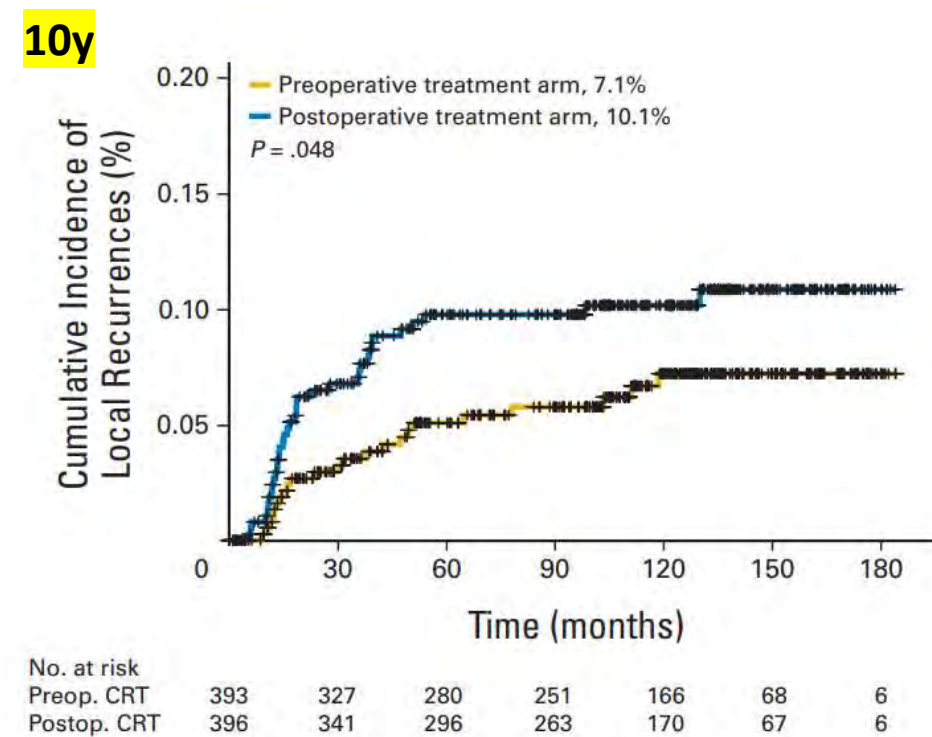 10y
Preoperative treatment arm, 7.1%
Postoperative treatment arm, 10.1%
P = .048
Cumulative Incidence of
Local Recurrences (%)
0.20
0.15
0.10
0.05
0 30 60 90 120 150 180
Time (months)
No. at risk
Preop. CRT 393 327 280 251 166 68 6
Postop. CRT 396 341 296 263 170 67 6